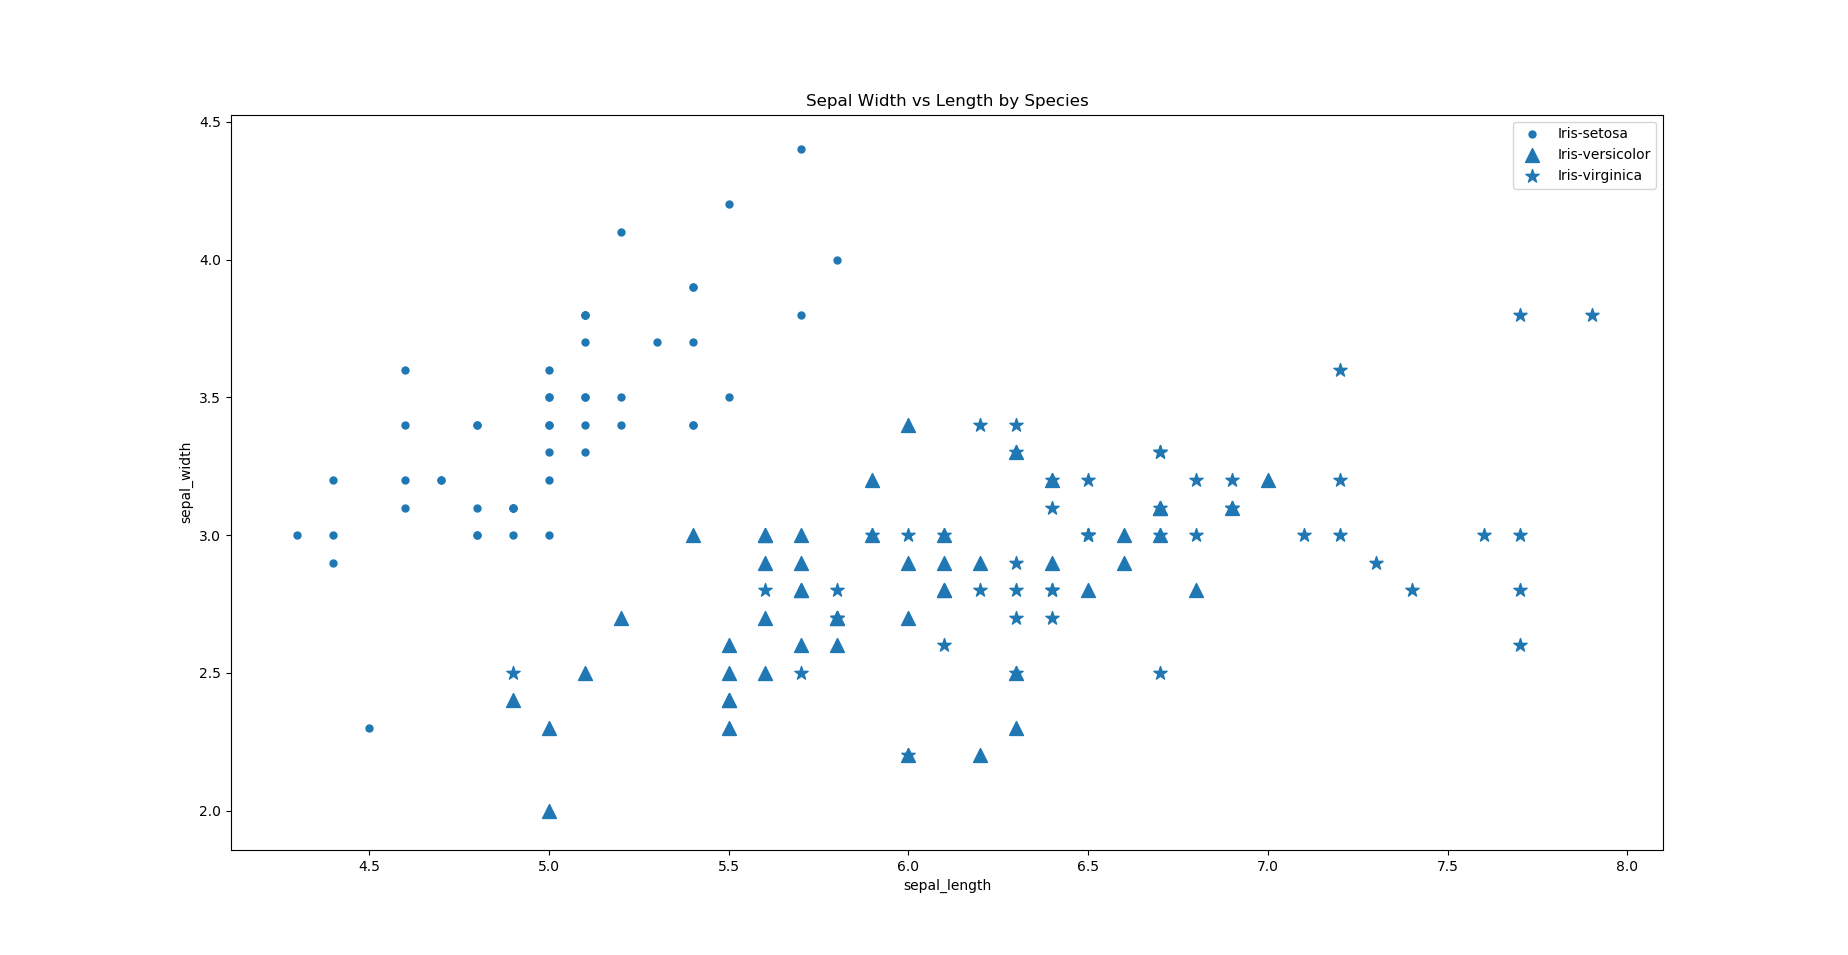 Sepal Width vs Length by Species
Iris-setosa
Iris-versicolor
Iris-virginica
sepal_width
4.5
4.0
3.5
3.0
2.5
2.0
4.5
5.0
5.5
6.0
6.5
7.0
7.5
8.0
sepal_length